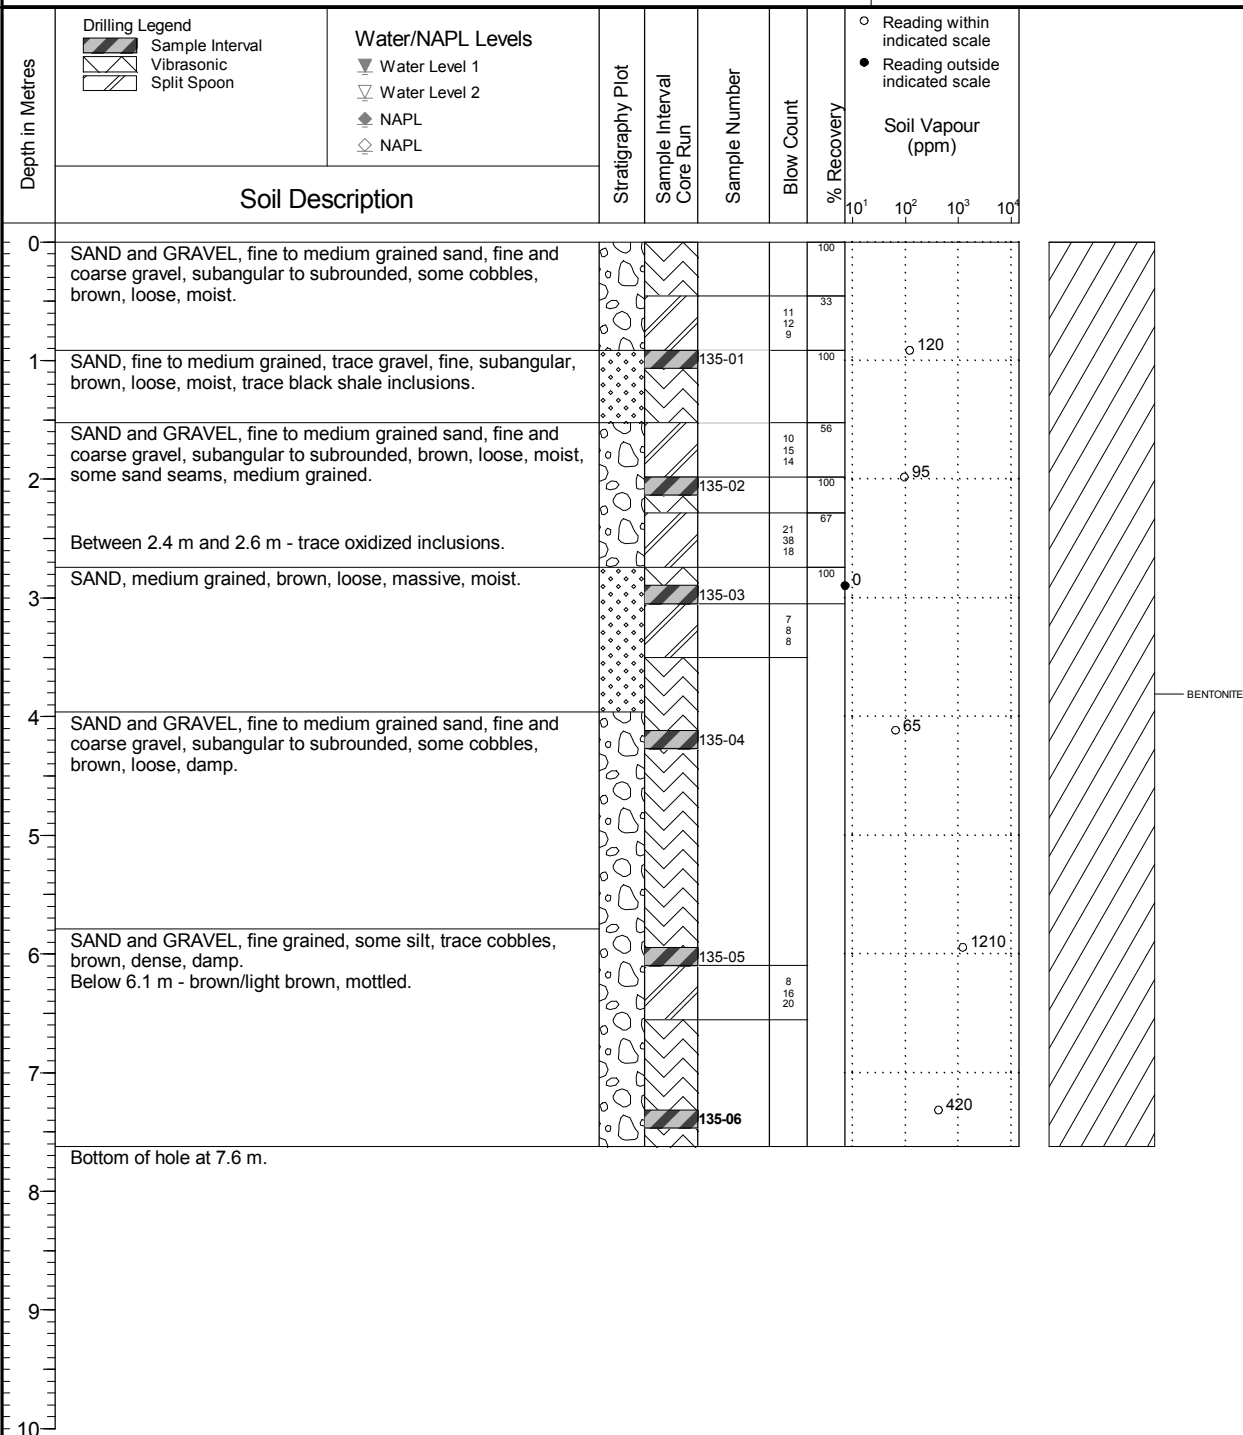 Drilling Legend
Sample Interval
Vibrasonic
Split Spoon
Water/NAPL Levels
Water Level 1
Water Level 2
NAPL
NAPL
Reading within
indicated scale
Reading outside
indicated scale
Depth in Metres
Soil Description
Stratigraphy Plot
Sample Interval
Core Run
Sample Number
Blow Count
% Recovery
Soil Vapour
(ppm)
10¹ 10² 10³ 10⁴
0
SAND and GRAVEL, fine to medium grained sand, fine and
coarse gravel, subangular to subrounded, some cobbles,
brown, loose, moist.
100
33
11
12
9
120
1
SAND, fine to medium grained, trace gravel, fine, subangular,
brown, loose, moist, trace black shale inclusions.
135-01
100
SAND and GRAVEL, fine to medium grained sand, fine and
coarse gravel, subangular to subrounded, brown, loose, moist,
some sand seams, medium grained.
10
15
14
56
95
2
135-02
100
Between 2.4 m and 2.6 m - trace oxidized inclusions.
21
38
18
67
SAND, medium grained, brown, loose, massive, moist.
100
0
3
135-03
7
8
8
BENTONITE
4
SAND and GRAVEL, fine to medium grained sand, fine and
coarse gravel, subangular to subrounded, some cobbles,
brown, loose, damp.
135-04
65
5
SAND and GRAVEL, fine grained, some silt, trace cobbles,
brown, dense, damp.
Below 6.1 m - brown/light brown, mottled.
6
135-05
1210
8
16
20
7
135-06
420
Bottom of hole at 7.6 m.
8
9
10